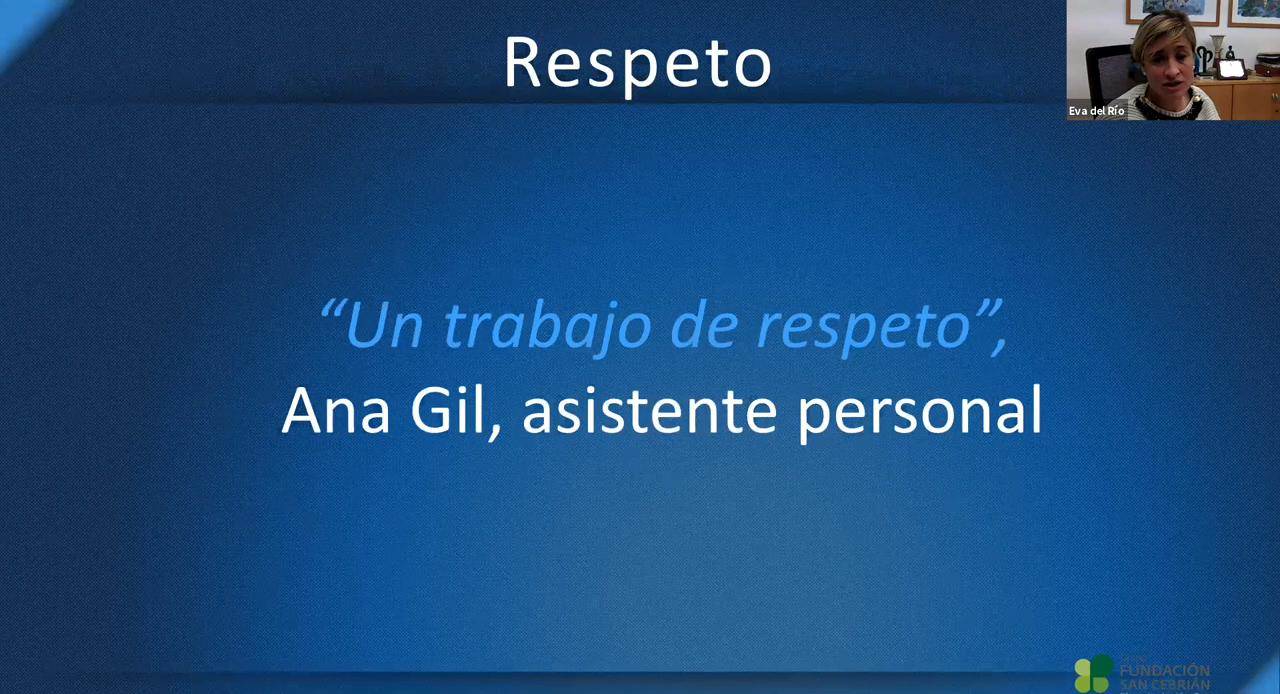 Respeto
Eva del Río
“Un trabajo de respeto”,
Ana Gil, asistente personal
FUNDACIÓN
SAN CEBRIÁN